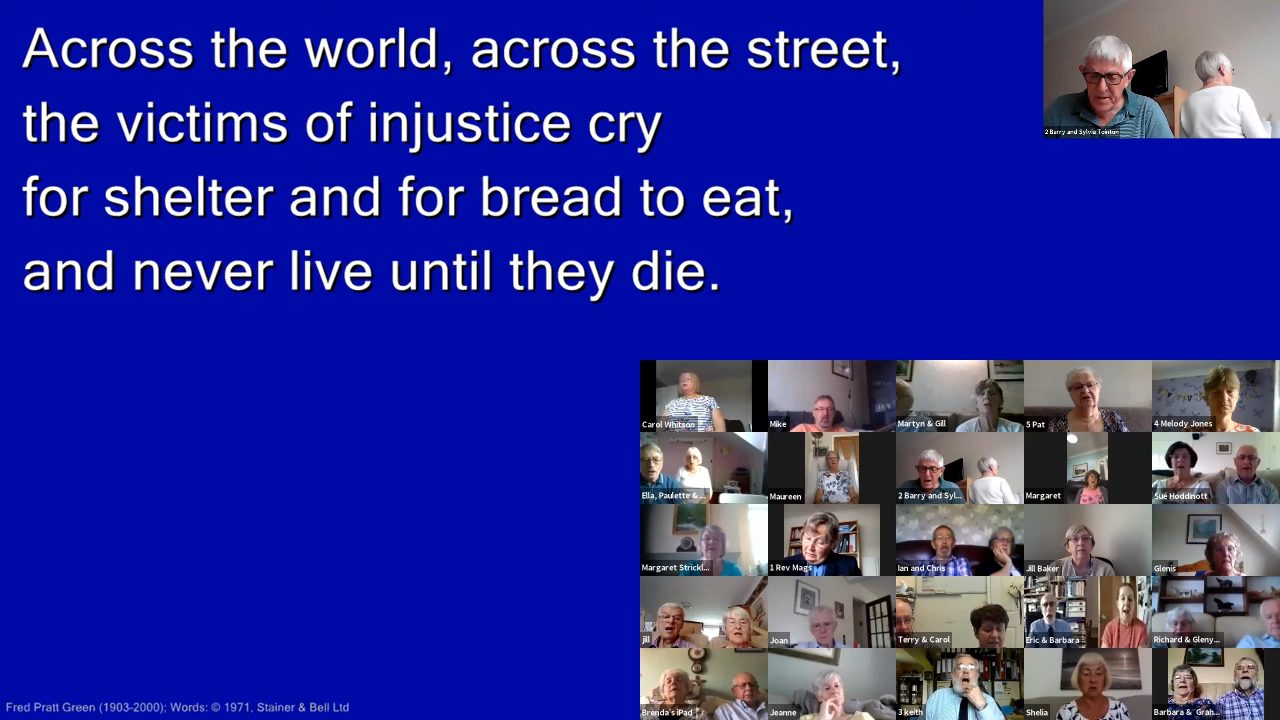 Across the world, across the street,
the victims of injustice cry
for shelter and for bread to eat,
and never live until they die.
2 Barry and Sylvia Tointon
Carol Whitson
Mike
Martyn & Gill
5 Pat
4 Melody Jones
Ella, Paulette & ...
Maureen
2 Barry and Syl...
Margaret
Sue Hoddinott
Margaret Strickl...
1 Rev Mags
Ian and Chris
Jill Baker
Glenis
jill
Joan
Terry & Carol
Eric & Barbara
Richard & Gleny...
Brenda's iPad
Jeanne
3 keith
Shelia
Barbara & Grah...
Fred Pratt Green (1903-2000); Words: © 1971, Stainer & Bell Ltd